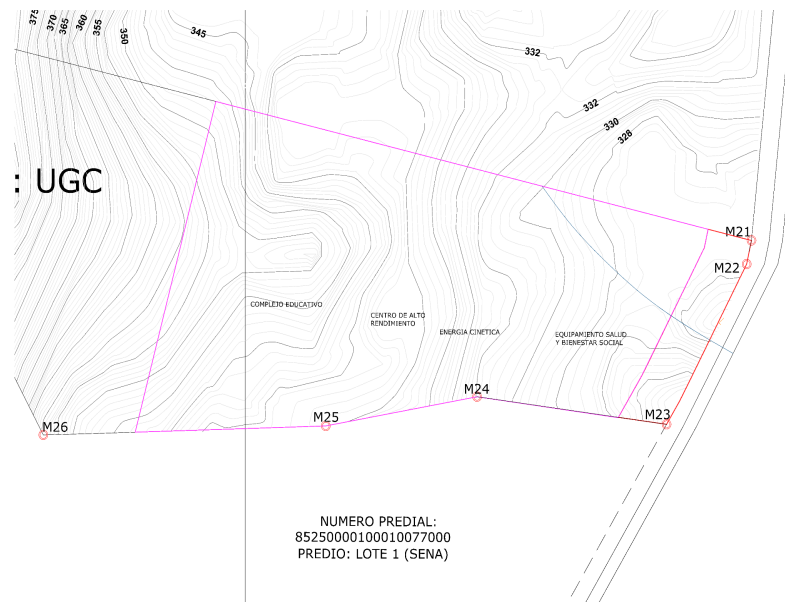 375
370
365
360
355
350
345
332
332
330
328
: UGC
M21
M22
COMPLEJO EDUCATIVO
CENTRO DE ALTO
RENDIMIENTO
ENERGIA CINETICA
EQUIPAMIENTO SALUD
Y BIENESTAR SOCIAL
M24
M25
M23
M26
NUMERO PREDIAL:
85250000100010077000
PREDIO: LOTE 1 (SENA)